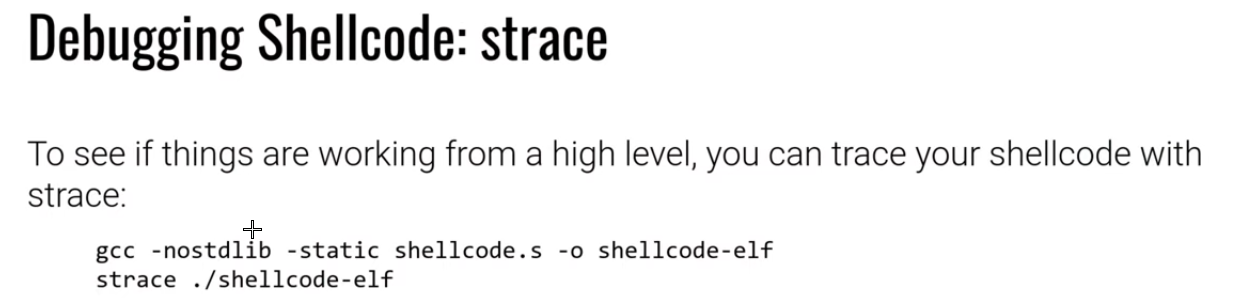 Debugging Shellcode: strace
To see if things are working from a high level, you can trace your shellcode with
strace:
gcc -nostdlib -static shellcode.s -o shellcode-elf
strace ./shellcode-elf